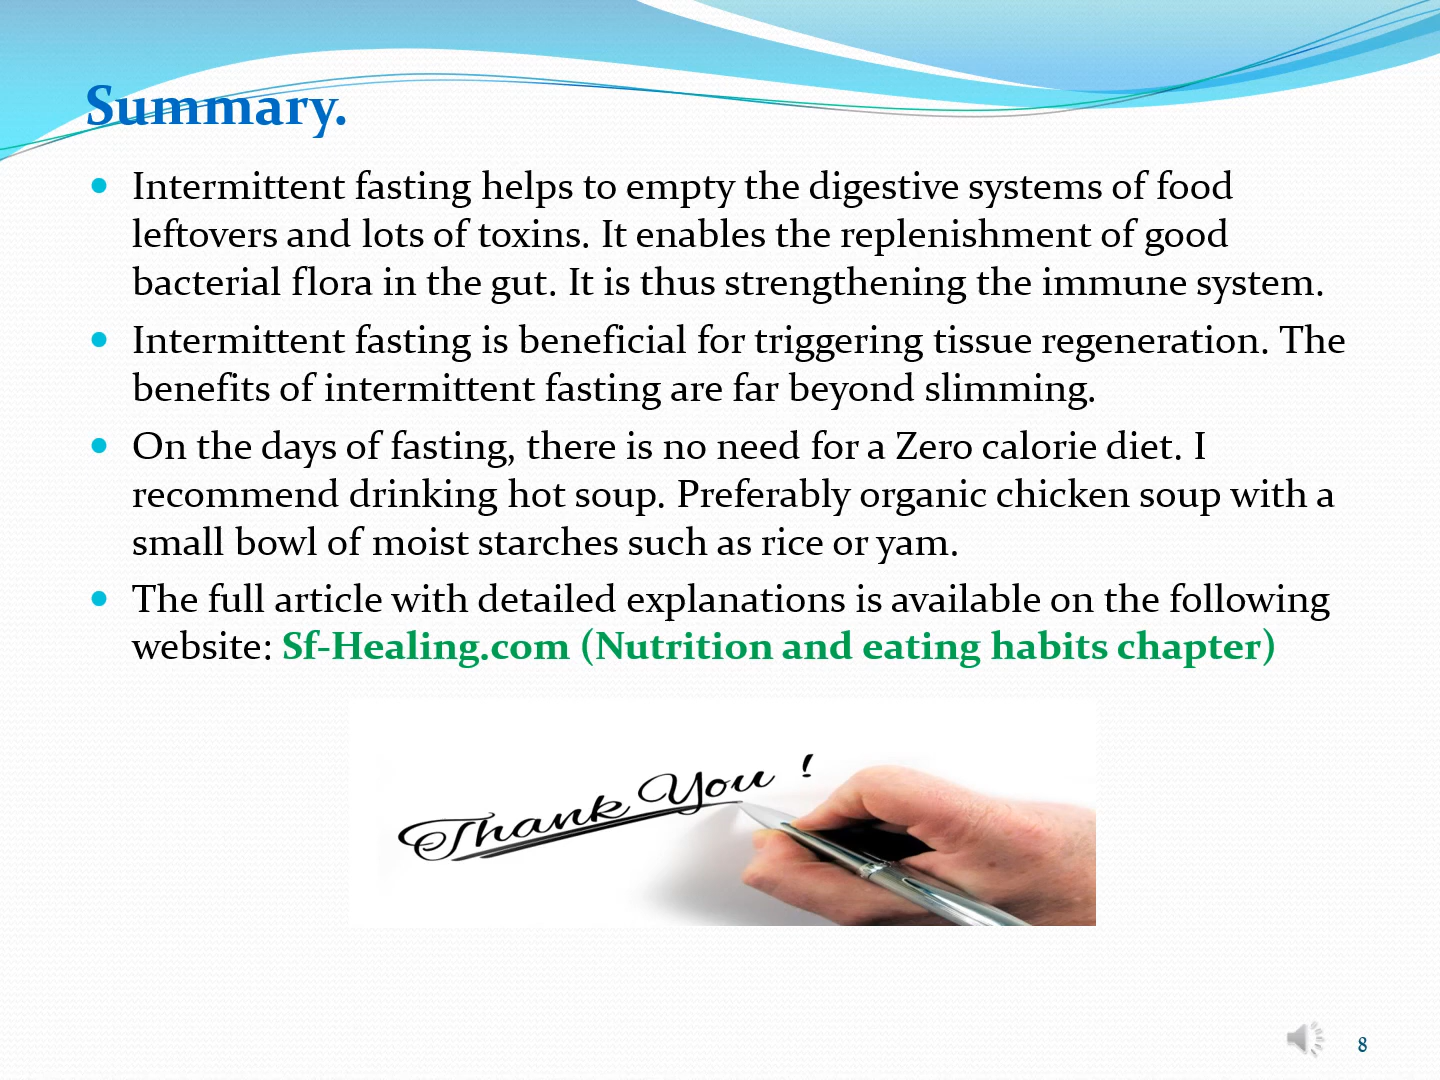 Summary.
Intermittent fasting helps to empty the digestive systems of food
leftovers and lots of toxins. It enables the replenishment of good
bacterial flora in the gut. It is thus strengthening the immune system.
Intermittent fasting is beneficial for triggering tissue regeneration. The
benefits of intermittent fasting are far beyond slimming.
On the days of fasting, there is no need for a Zero calorie diet. I
recommend drinking hot soup. Preferably organic chicken soup with a
small bowl of moist starches such as rice or yam.
The full article with detailed explanations is available on the following
website: Sf-Healing.com (Nutrition and eating habits chapter)
Thank You !
8